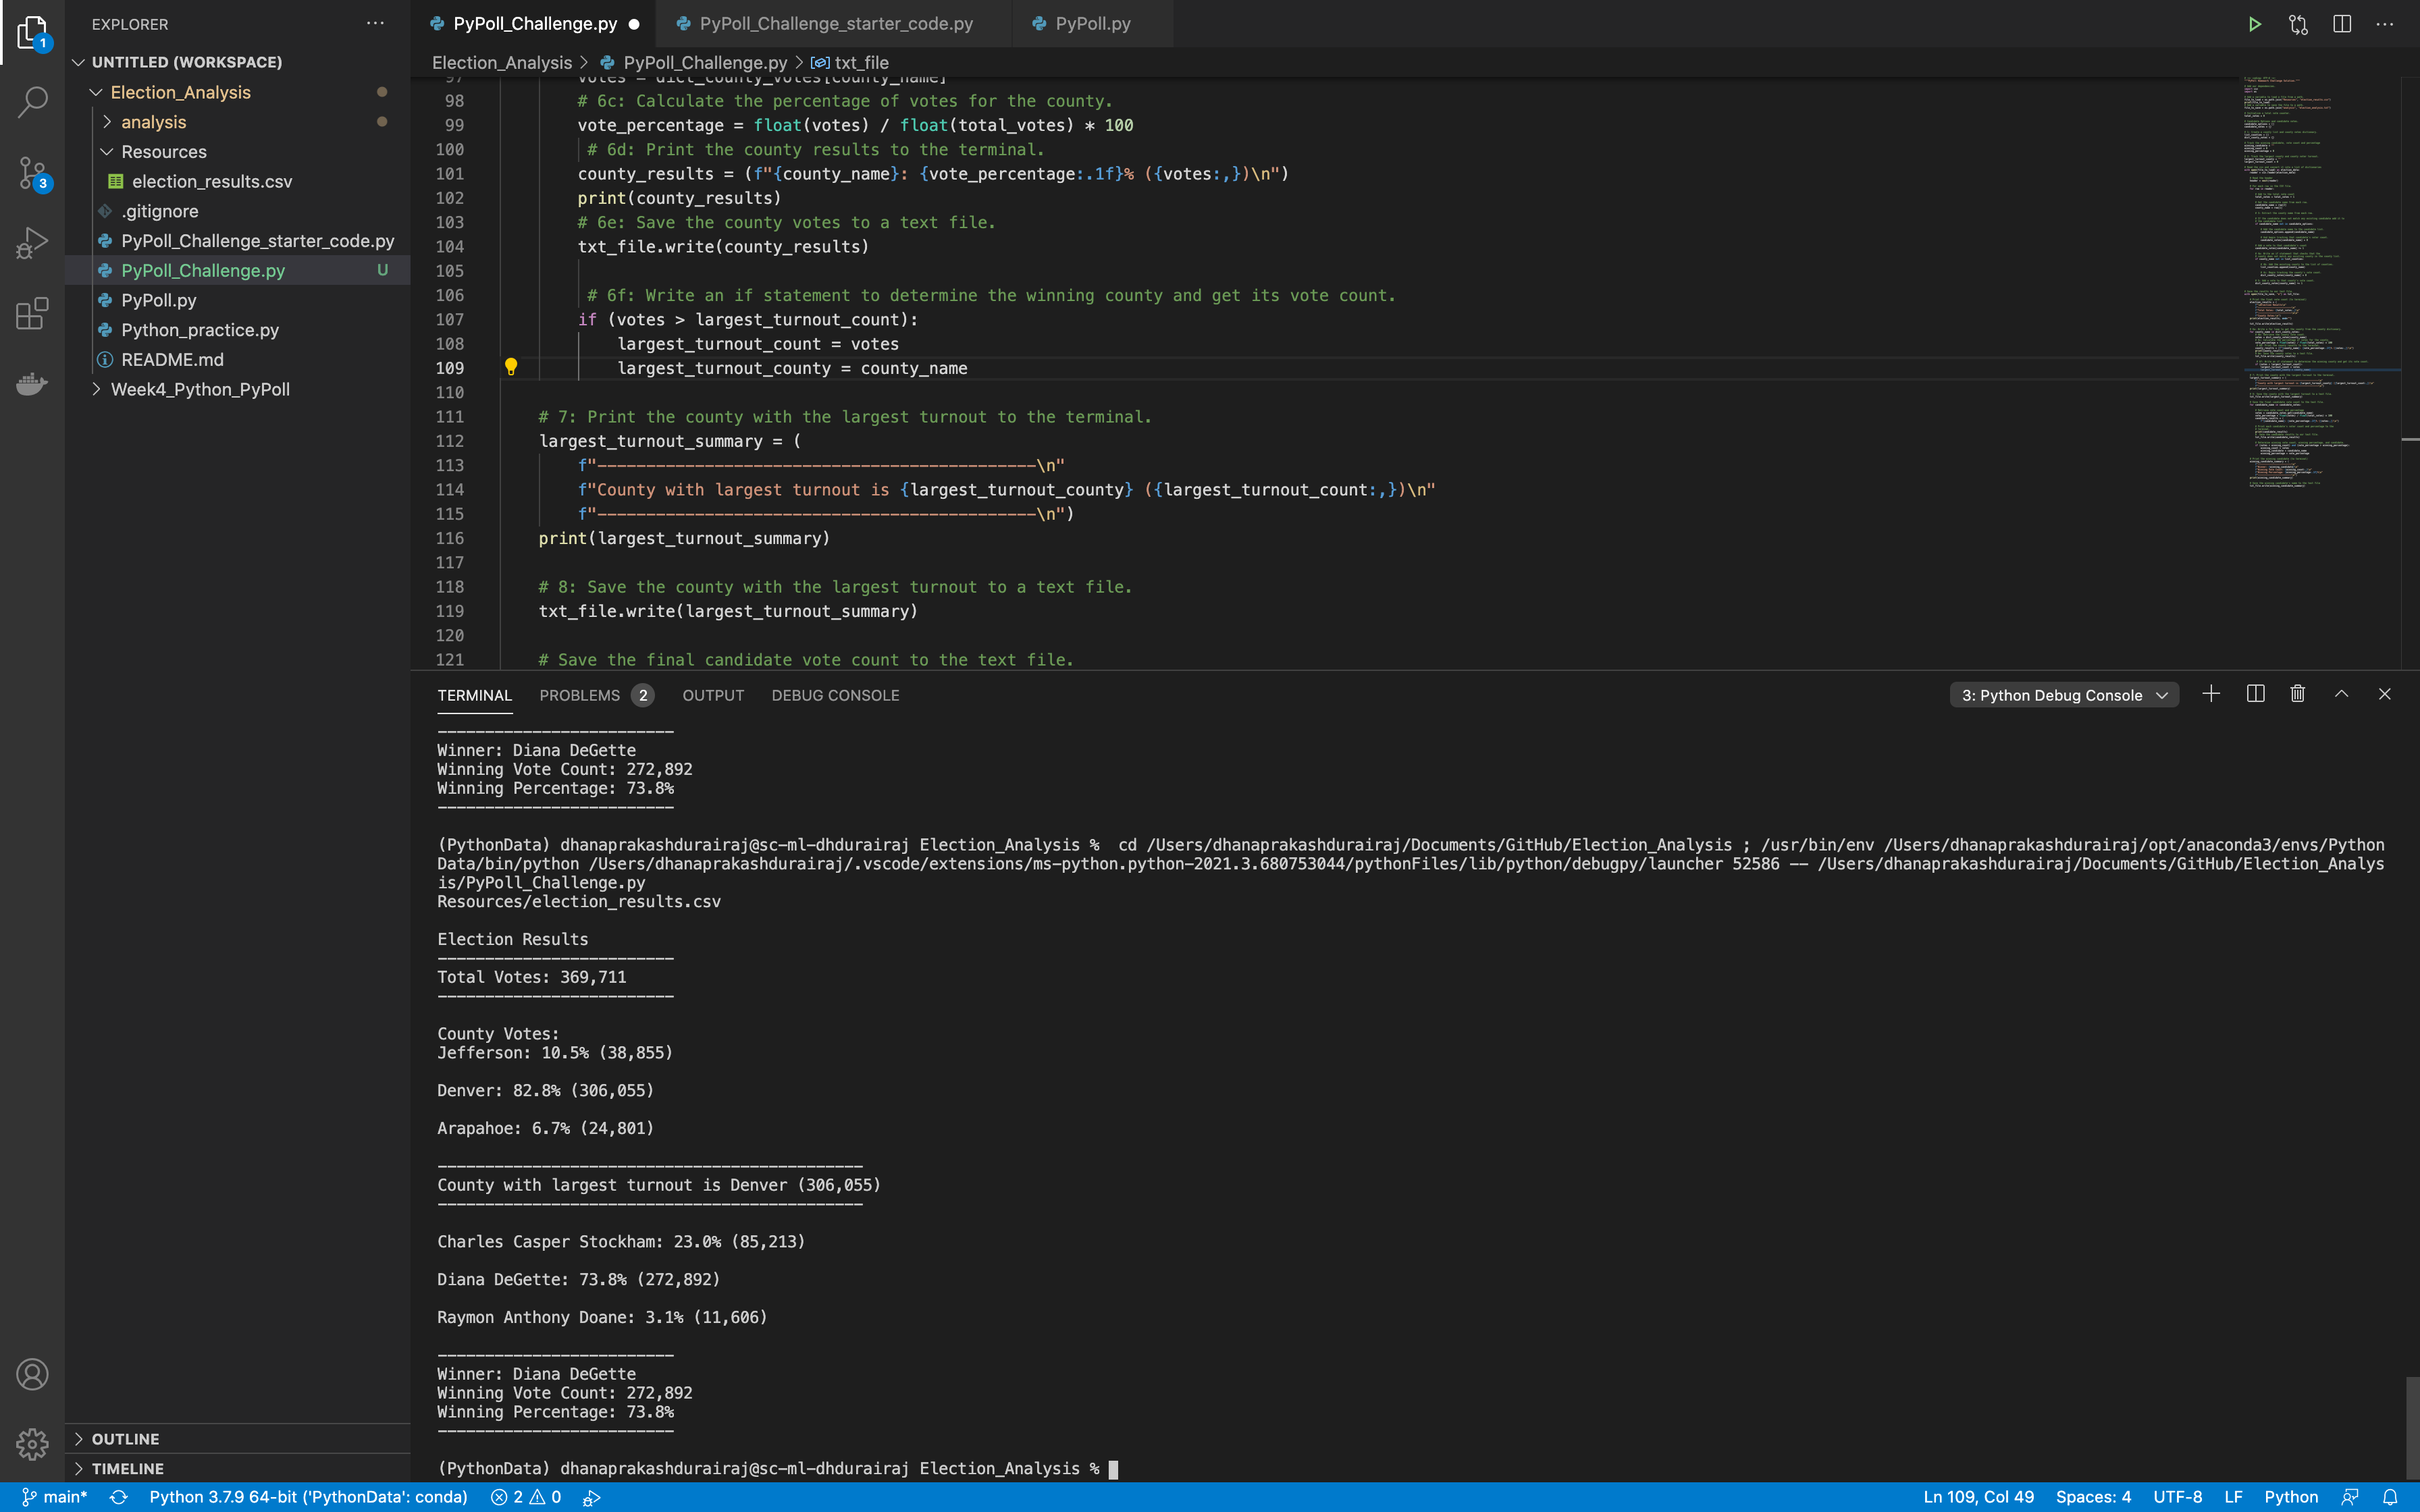 EXPLORER
UNTITLED (WORKSPACE)
Election_Analysis
analysis
Resources
election_results.csv
.gitignore
PyPoll_Challenge_starter_code.py
PyPoll_Challenge.py U
PyPoll.py
Python_practice.py
README.md
Week4_Python_PyPoll
OUTLINE
TIMELINE
1
3
PyPoll_Challenge.py PyPoll_Challenge_starter_code.py PyPoll.py
Election_Analysis > PyPoll_Challenge.py > txt_file
97 votes = dict_county_votes[county_name]
98 # 6c: Calculate the percentage of votes for the county.
99 vote_percentage = float(votes) / float(total_votes) * 100
100 # 6d: Print the county results to the terminal.
101 county_results = (f"{county_name}: {vote_percentage:.1f}% ({votes:,})\n")
102 print(county_results)
103 # 6e: Save the county votes to a text file.
104 txt_file.write(county_results)
105
106 # 6f: Write an if statement to determine the winning county and get its vote count.
107 if (votes > largest_turnout_count):
108 largest_turnout_count = votes
109 largest_turnout_county = county_name
110
111 # 7: Print the county with the largest turnout to the terminal.
112 largest_turnout_summary = (
113 f"---------------------------------------------\n"
114 f"County with largest turnout is {largest_turnout_county} ({largest_turnout_count:,})\n"
115 f"---------------------------------------------\n")
116 print(largest_turnout_summary)
117
118 # 8: Save the county with the largest turnout to a text file.
119 txt_file.write(largest_turnout_summary)
120
121 # Save the final candidate vote count to the text file.
TERMINAL PROBLEMS 2 OUTPUT DEBUG CONSOLE 3: Python Debug Console
-------------------------
Winner: Diana DeGette
Winning Vote Count: 272,892
Winning Percentage: 73.8%
-------------------------
(PythonData) dhanaprakashdurairaj@sc-ml-dhdurairaj Election_Analysis %  cd /Users/dhanaprakashdurairaj/Documents/GitHub/Election_Analysis ; /usr/bin/env /Users/dhanaprakashdurairaj/opt/anaconda3/envs/Python
Data/bin/python /Users/dhanaprakashdurairaj/.vscode/extensions/ms-python.python-2021.3.680753044/pythonFiles/lib/python/debugpy/launcher 52586 -- /Users/dhanaprakashdurairaj/Documents/GitHub/Election_Analys
is/PyPoll_Challenge.py
Resources/election_results.csv
Election Results
-------------------------
Total Votes: 369,711
-------------------------
County Votes:
Jefferson: 10.5% (38,855)
Denver: 82.8% (306,055)
Arapahoe: 6.7% (24,801)
---------------------------------------------
County with largest turnout is Denver (306,055)
---------------------------------------------
Charles Casper Stockham: 23.0% (85,213)
Diana DeGette: 73.8% (272,892)
Raymon Anthony Doane: 3.1% (11,606)
-------------------------
Winner: Diana DeGette
Winning Vote Count: 272,892
Winning Percentage: 73.8%
-------------------------
(PythonData) dhanaprakashdurairaj@sc-ml-dhdurairaj Election_Analysis %
main* Python 3.7.9 64-bit ('PythonData': conda) 2 0 Ln 109, Col 49 Spaces: 4 UTF-8 LF Python